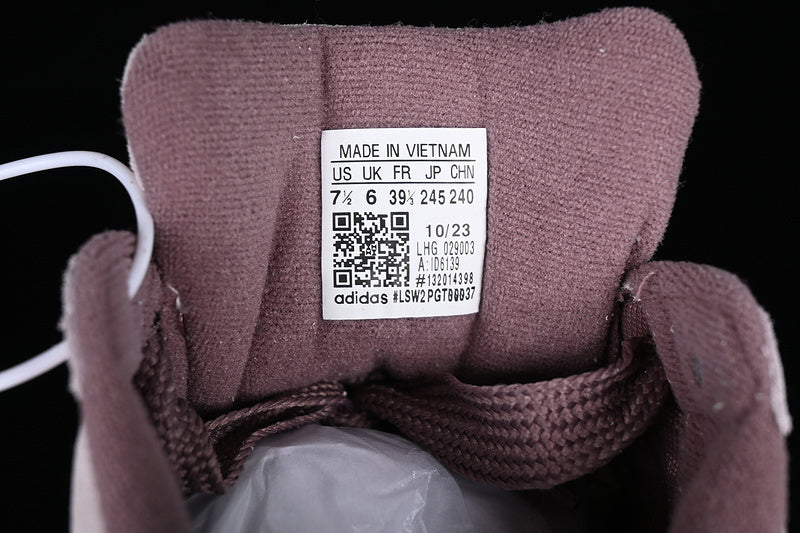 MADE IN VIETNAM
US UK FR JP CHN
7½ 6 39⅓ 245 240
10/23
LHG 029003
A: ID6139
#132014398
adidas